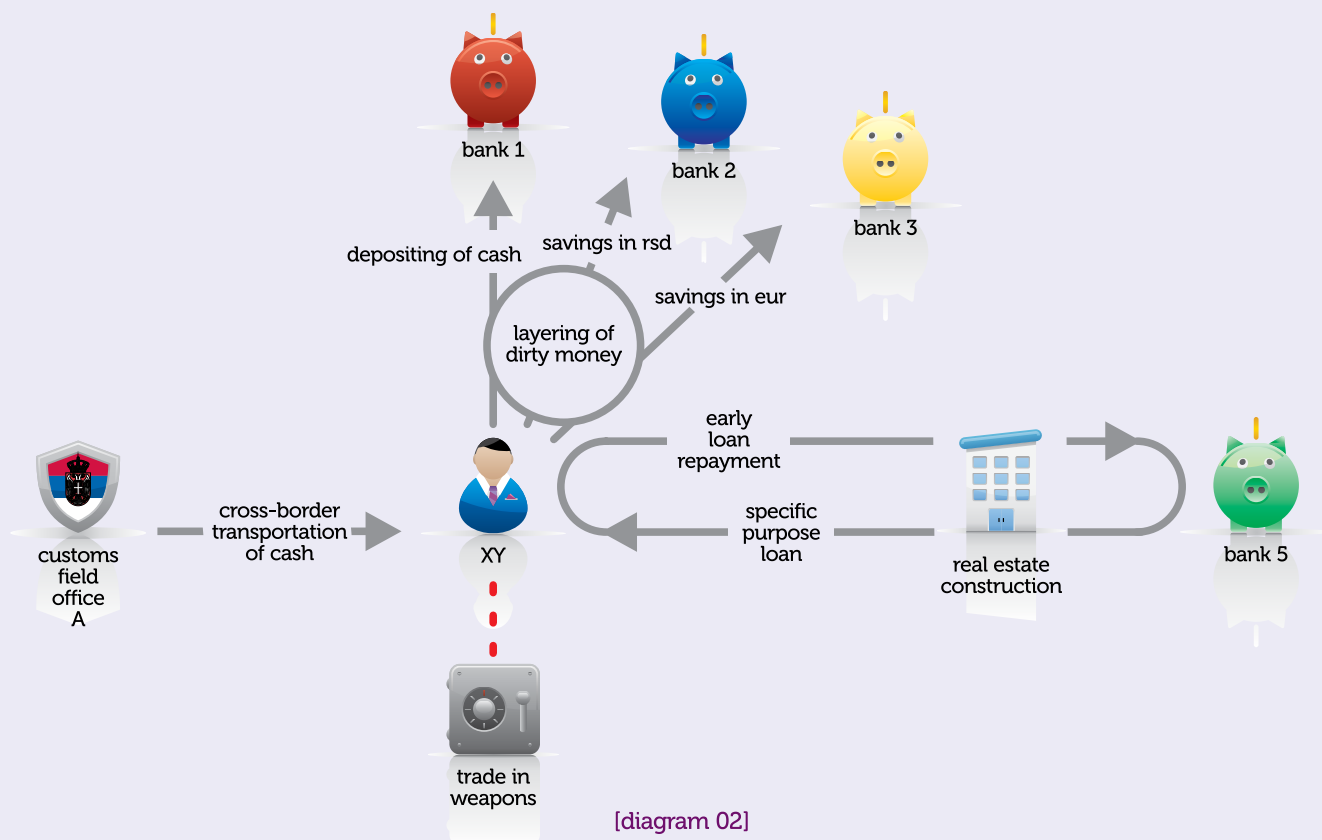 bank 1
bank 2
bank 3
depositing of cash
savings in rsd
savings in eur
layering of
dirty money
early
loan
repayment
cross-border
transportation
of cash
specific
purpose
loan
customs
field
office
A
XY
real estate
construction
bank 5
trade in
weapons
[diagram 02]